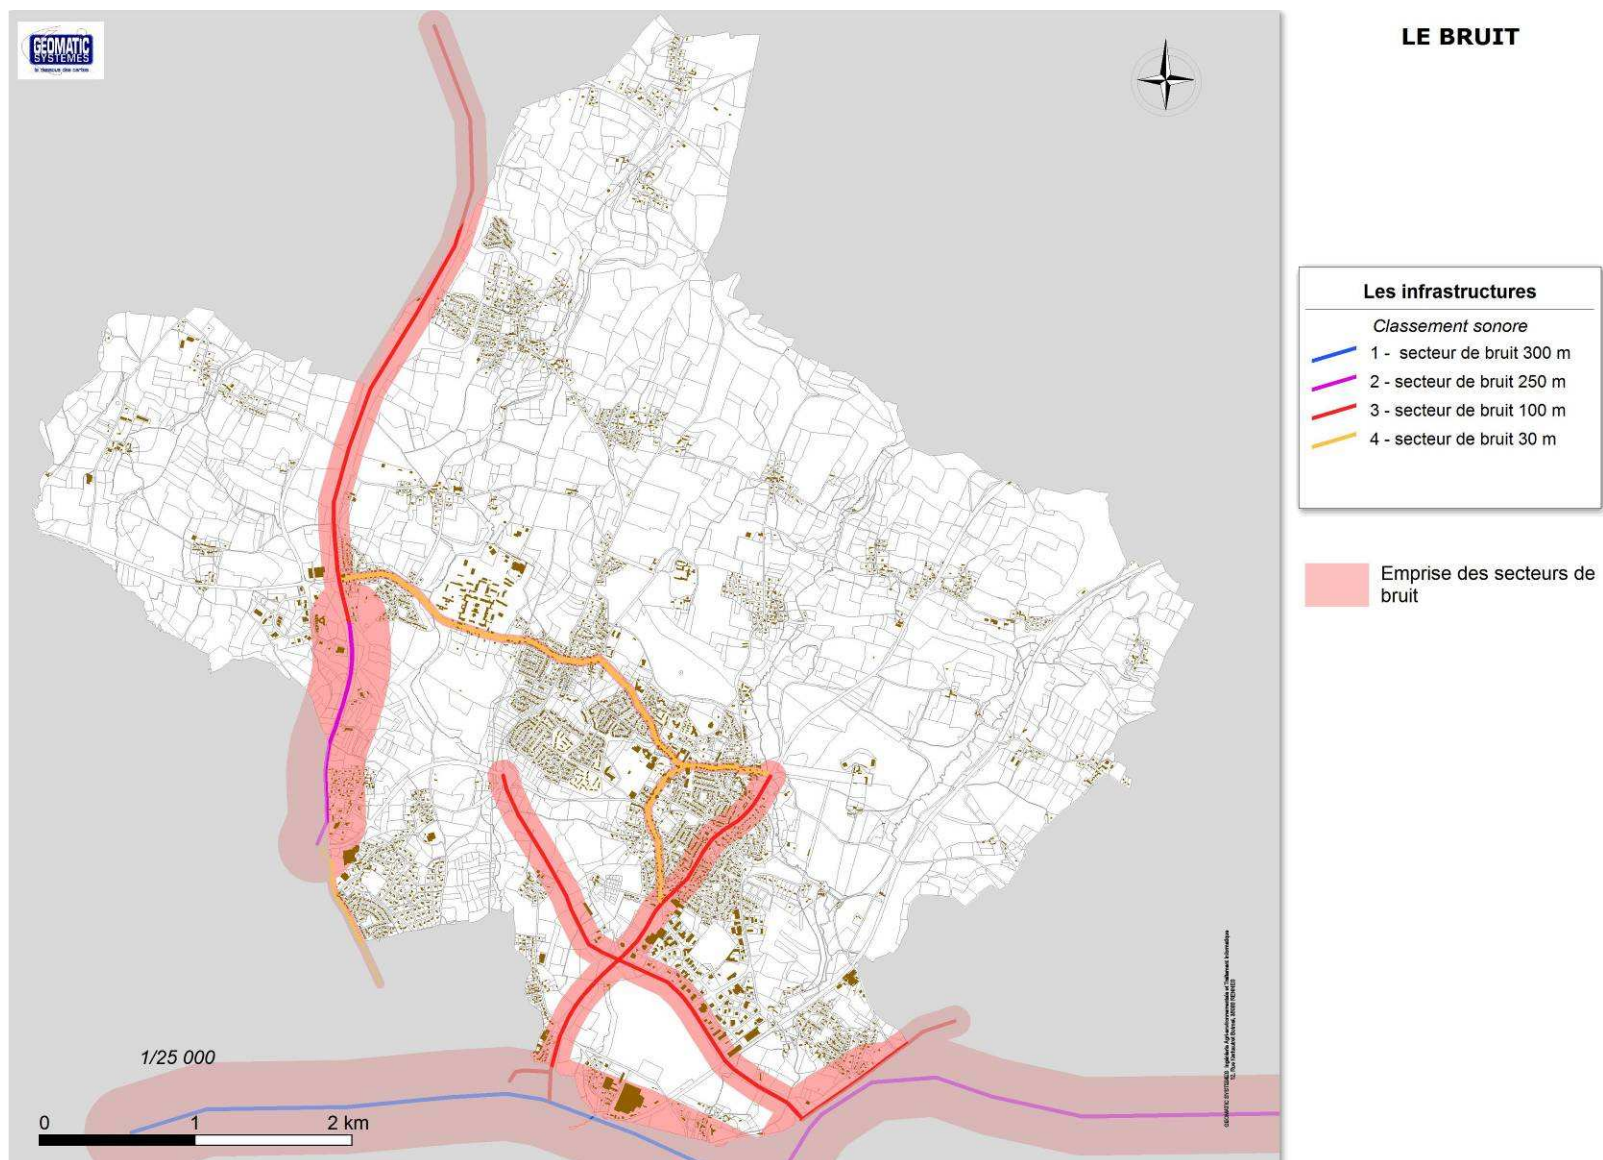 GEOMATIC
SYSTEMES
LE BRUIT
Les infrastructures
Classement sonore
1 - secteur de bruit 300 m
2 - secteur de bruit 250 m
3 - secteur de bruit 100 m
4 - secteur de bruit 30 m
Emprise des secteurs de
bruit
1/25 000
0 1 2 km